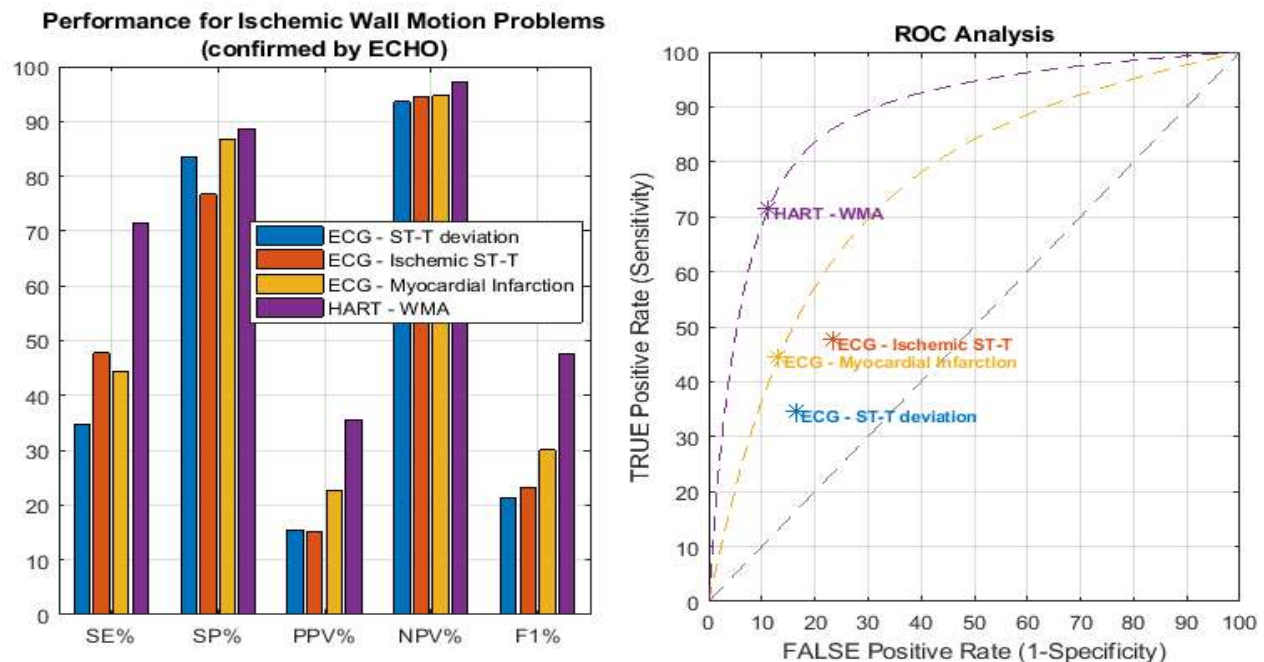 Performance for Ischemic Wall Motion Problems
(confirmed by ECHO)
100
90
80
70
60
50
40
30
20
10
0
SE%
SP%
PPV%
NPV%
F1%
ECG - ST-T deviation
ECG - Ischemic ST-T
ECG - Myocardial Infarction
HART - WMA
ROC Analysis
TRUE Positive Rate (Sensitivity)
100
90
80
70
60
50
40
30
20
10
0
HART - WMA
ECG - Ischemic ST-T
ECG - Myocardial Infarction
ECG - ST-T deviation
0
10
20
30
40
50
60
70
80
90
100
FALSE Positive Rate (1-Specificity)